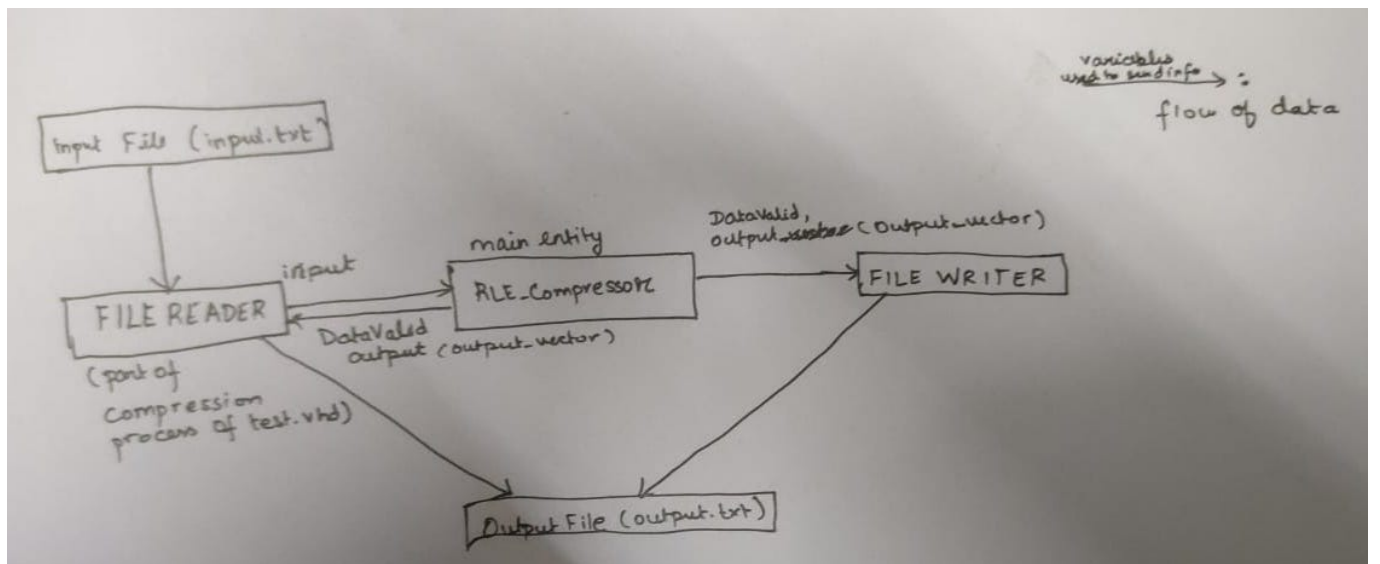 variables
used to send info :
flow of data
Input File (input.txt)
DataValid,
output (output_vector)
main entity
input
RLE_Compressor
FILE WRITER
FILE READER
DataValid
output (output_vector)
(part of
compression
process of test.vhd)
Output File (output.txt)